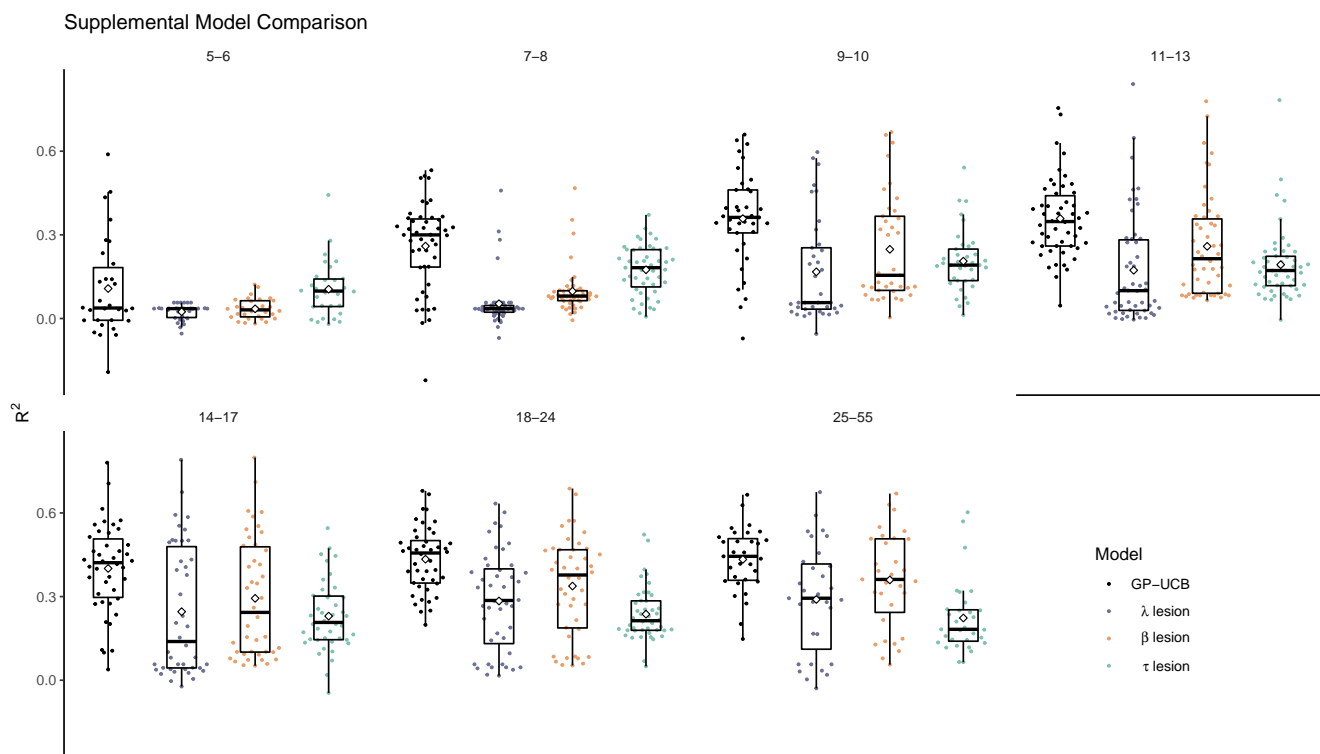 Supplemental Model Comparison
5–6
7–8
9–10
11–13
0.6
0.3
0.0
R²
14–17
18–24
25–55
0.6
0.3
0.0
Model
GP–UCB
λ lesion
β lesion
τ lesion